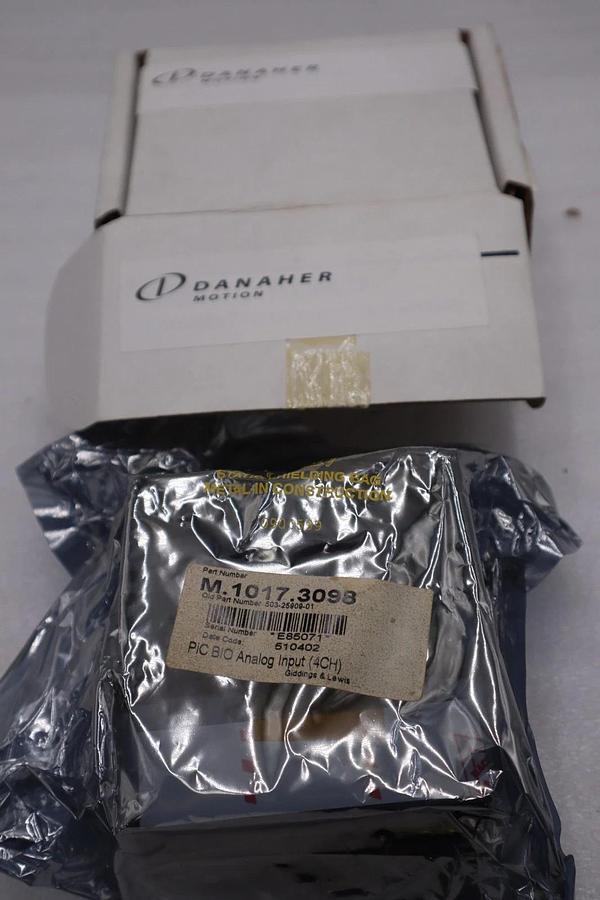 DANAHER
MOTION
DANAHER
MOTION
STATIC SHIELDING BAG
METAL IN CONSTRUCTION
Part Number
M.1017.3098
Old Part Number 503-25909-01
Serial Number "E85071"
Date Code: 510402
PiC BIO Analog Input (4CH)
Giddings & Lewis